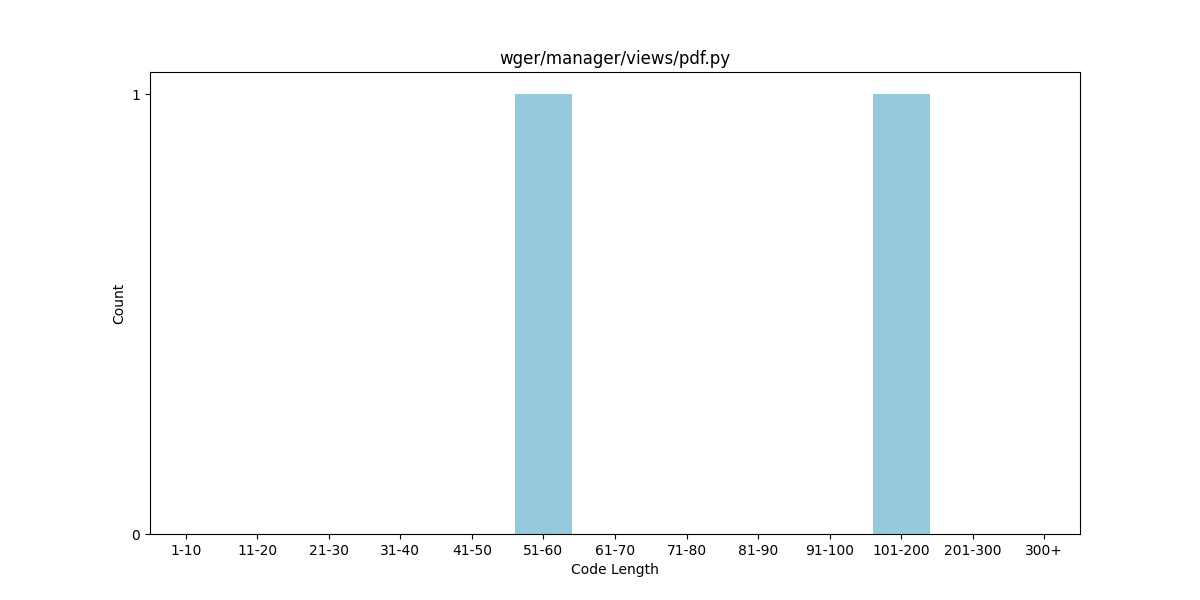 wger/manager/views/pdf.py
1
Count
0
1-10 11-20 21-30 31-40 41-50 51-60 61-70 71-80 81-90 91-100 101-200 201-300 300+
Code Length